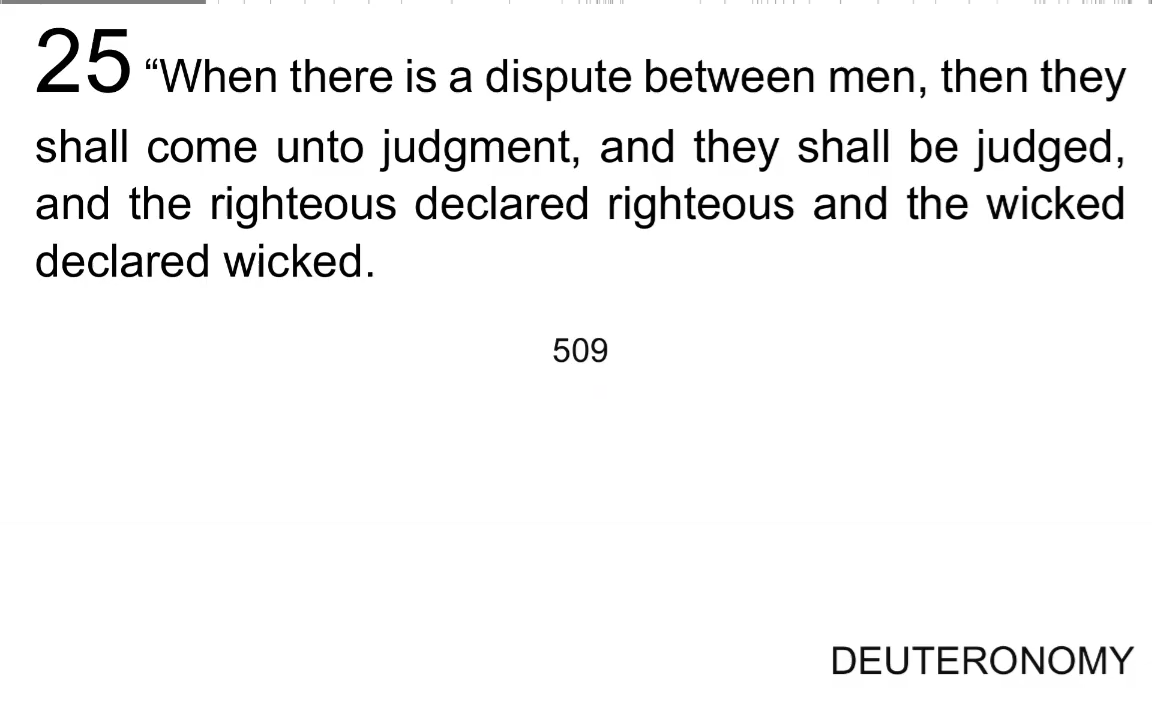 25 “When there is a dispute between men, then they
shall come unto judgment, and they shall be judged,
and the righteous declared righteous and the wicked
declared wicked.
509
DEUTERONOMY